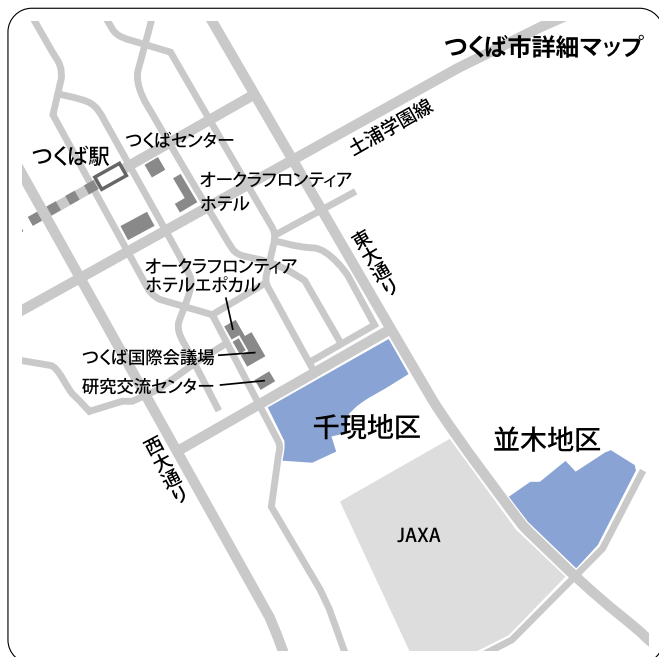 つくば市詳細マップ
土浦学園線
つくばセンター
つくば駅
オークラフロンティア
ホテル
東大通り
オークラフロンティア
ホテルエポカル
つくば国際会議場
研究交流センター
千現地区
並木地区
西大通り
JAXA